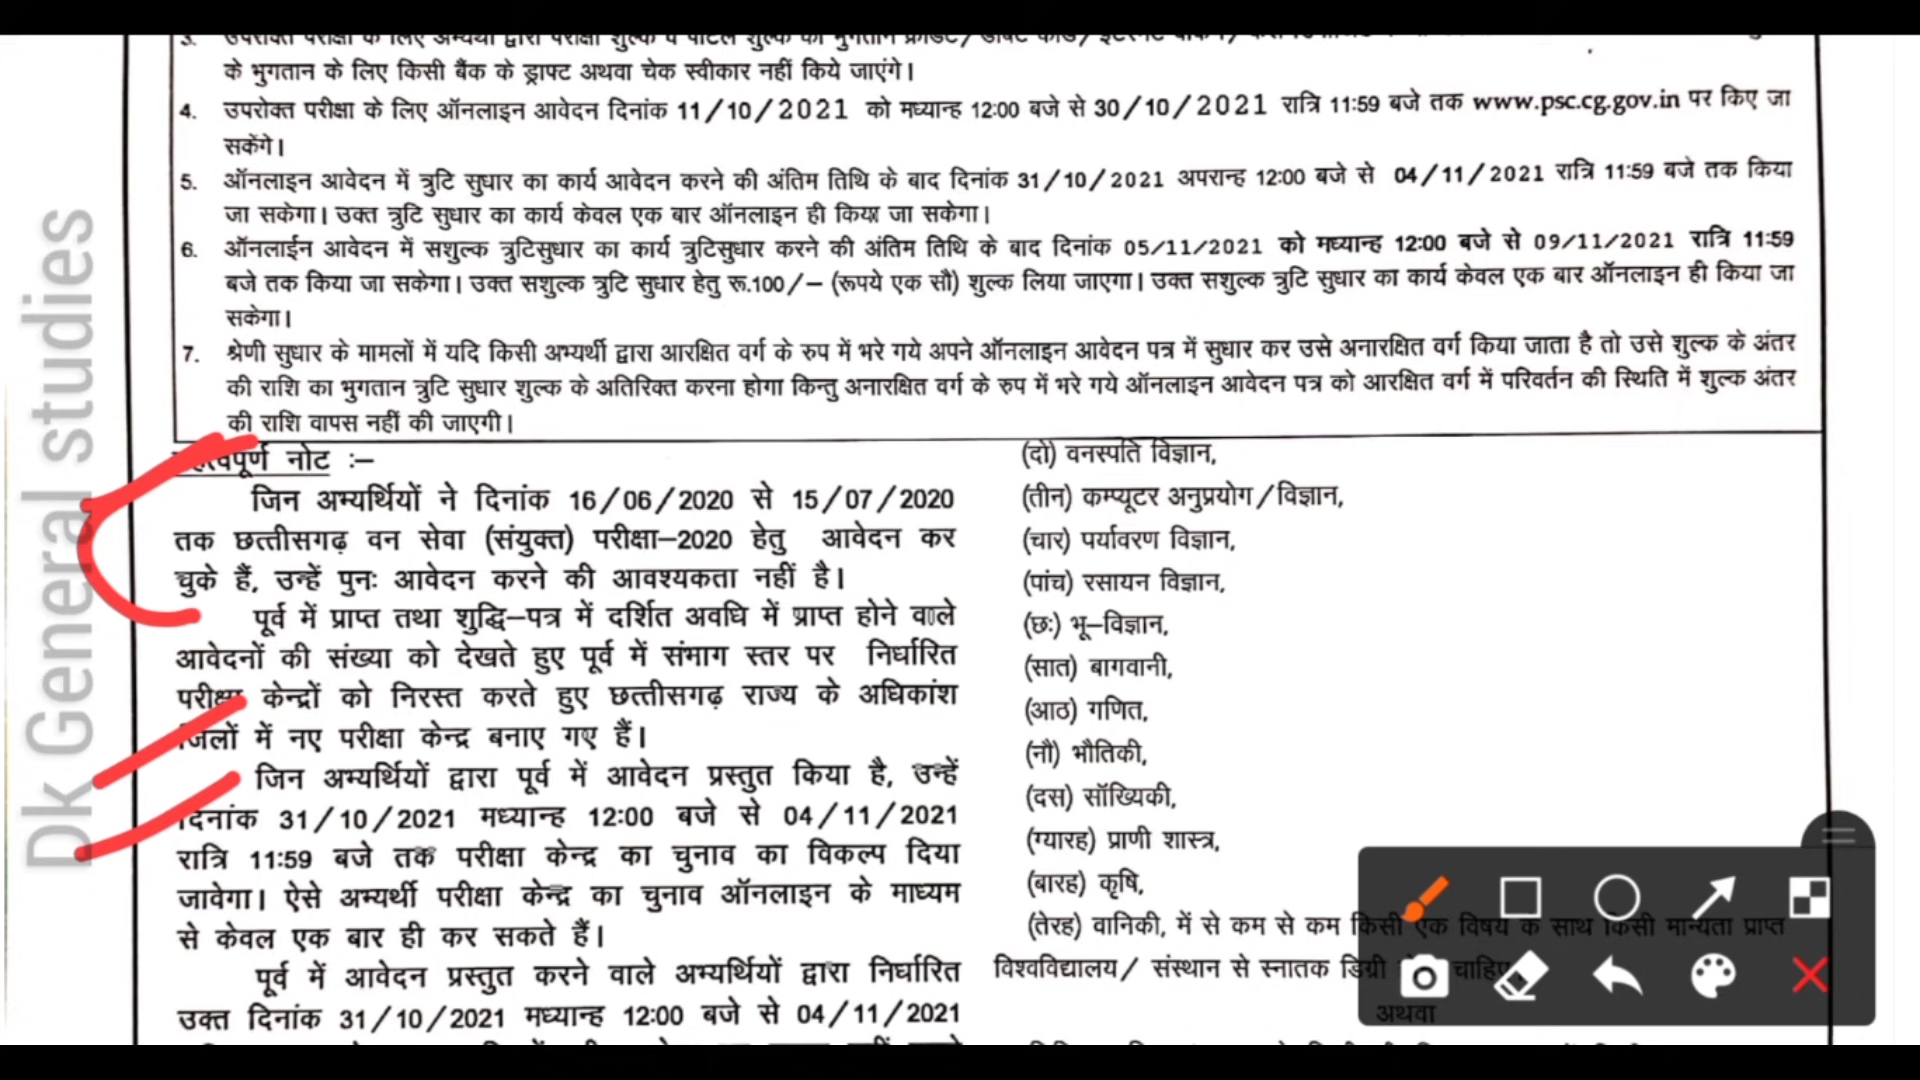 के भुगतान के लिए किसी बैंक के ड्राफ्ट अथवा चेक स्वीकार नहीं किये जाएंगे।
4. उपरोक्त परीक्षा के लिए ऑनलाइन आवेदन दिनांक 11/10/2021 को मध्यान्ह 12:00 बजे से 30/10/2021 रात्रि 11:59 बजे तक www.psc.cg.gov.in पर किए जा
सकेंगे।
5. ऑनलाइन आवेदन में त्रुटि सुधार का कार्य आवेदन करने की अंतिम तिथि के बाद दिनांक 31/10/2021 अपरान्ह 12:00 बजे से 04/11/2021 रात्रि 11:59 बजे तक किया
जा सकेगा। उक्त त्रुटि सुधार का कार्य केवल एक बार ऑनलाइन ही किया जा सकेगा।
6. ऑनलाईन आवेदन में सशुल्क त्रुटिसुधार का कार्य त्रुटिसुधार करने की अंतिम तिथि के बाद दिनांक 05/11/2021 को मध्यान्ह 12:00 बजे से 09/11/2021 रात्रि 11:59
बजे तक किया जा सकेगा। उक्त सशुल्क त्रुटि सुधार हेतु रू.100/– (रूपये एक सौ) शुल्क लिया जाएगा। उक्त सशुल्क त्रुटि सुधार का कार्य केवल एक बार ऑनलाइन ही किया जा
सकेगा।
7. श्रेणी सुधार के मामलों में यदि किसी अभ्यर्थी द्वारा आरक्षित वर्ग के रुप में भरे गये अपने ऑनलाइन आवेदन पत्र में सुधार कर उसे अनारक्षित वर्ग किया जाता है तो उसे शुल्क के अंतर
की राशि का भुगतान त्रुटि सुधार शुल्क के अतिरिक्त करना होगा किन्तु अनारक्षित वर्ग के रुप में भरे गये ऑनलाइन आवेदन पत्र को आरक्षित वर्ग में परिवर्तन की स्थिति में शुल्क अंतर
की राशि वापस नहीं की जाएगी।
महत्वपूर्ण नोट :–
जिन अभ्यर्थियों ने दिनांक 16/06/2020 से 15/07/2020
तक छत्तीसगढ़ वन सेवा (संयुक्त) परीक्षा–2020 हेतु आवेदन कर
चुके हैं, उन्हें पुनः आवेदन करने की आवश्यकता नहीं है।
पूर्व में प्राप्त तथा शुद्धि–पत्र में दर्शित अवधि में प्राप्त होने वाले
आवेदनों की संख्या को देखते हुए पूर्व में संभाग स्तर पर निर्धारित
परीक्षा केन्द्रों को निरस्त करते हुए छत्तीसगढ़ राज्य के अधिकांश
जिलों में नए परीक्षा केन्द्र बनाए गए हैं।
जिन अभ्यर्थियों द्वारा पूर्व में आवेदन प्रस्तुत किया है, उन्हें
दिनांक 31/10/2021 मध्यान्ह 12:00 बजे से 04/11/2021
रात्रि 11:59 बजे तक परीक्षा केन्द्र का चुनाव का विकल्प दिया
जावेगा। ऐसे अभ्यर्थी परीक्षा केन्द्र का चुनाव ऑनलाइन के माध्यम
से केवल एक बार ही कर सकते हैं।
पूर्व में आवेदन प्रस्तुत करने वाले अभ्यर्थियों द्वारा निर्धारित
उक्त दिनांक 31/10/2021 मध्यान्ह 12:00 बजे से 04/11/2021
(दो) वनस्पति विज्ञान,
(तीन) कम्प्यूटर अनुप्रयोग/विज्ञान,
(चार) पर्यावरण विज्ञान,
(पांच) रसायन विज्ञान,
(छः) भू–विज्ञान,
(सात) बागवानी,
(आठ) गणित,
(नौ) भौतिकी,
(दस) सॉख्यिकी,
(ग्यारह) प्राणी शास्त्र,
(बारह) कृषि,
(तेरह) वानिकी, में से कम से कम किसी एक विषय के साथ किसी मान्यता प्राप्त
विश्वविद्यालय/ संस्थान से स्नातक डिग्री चाहिए
अथवा
Dk General studies